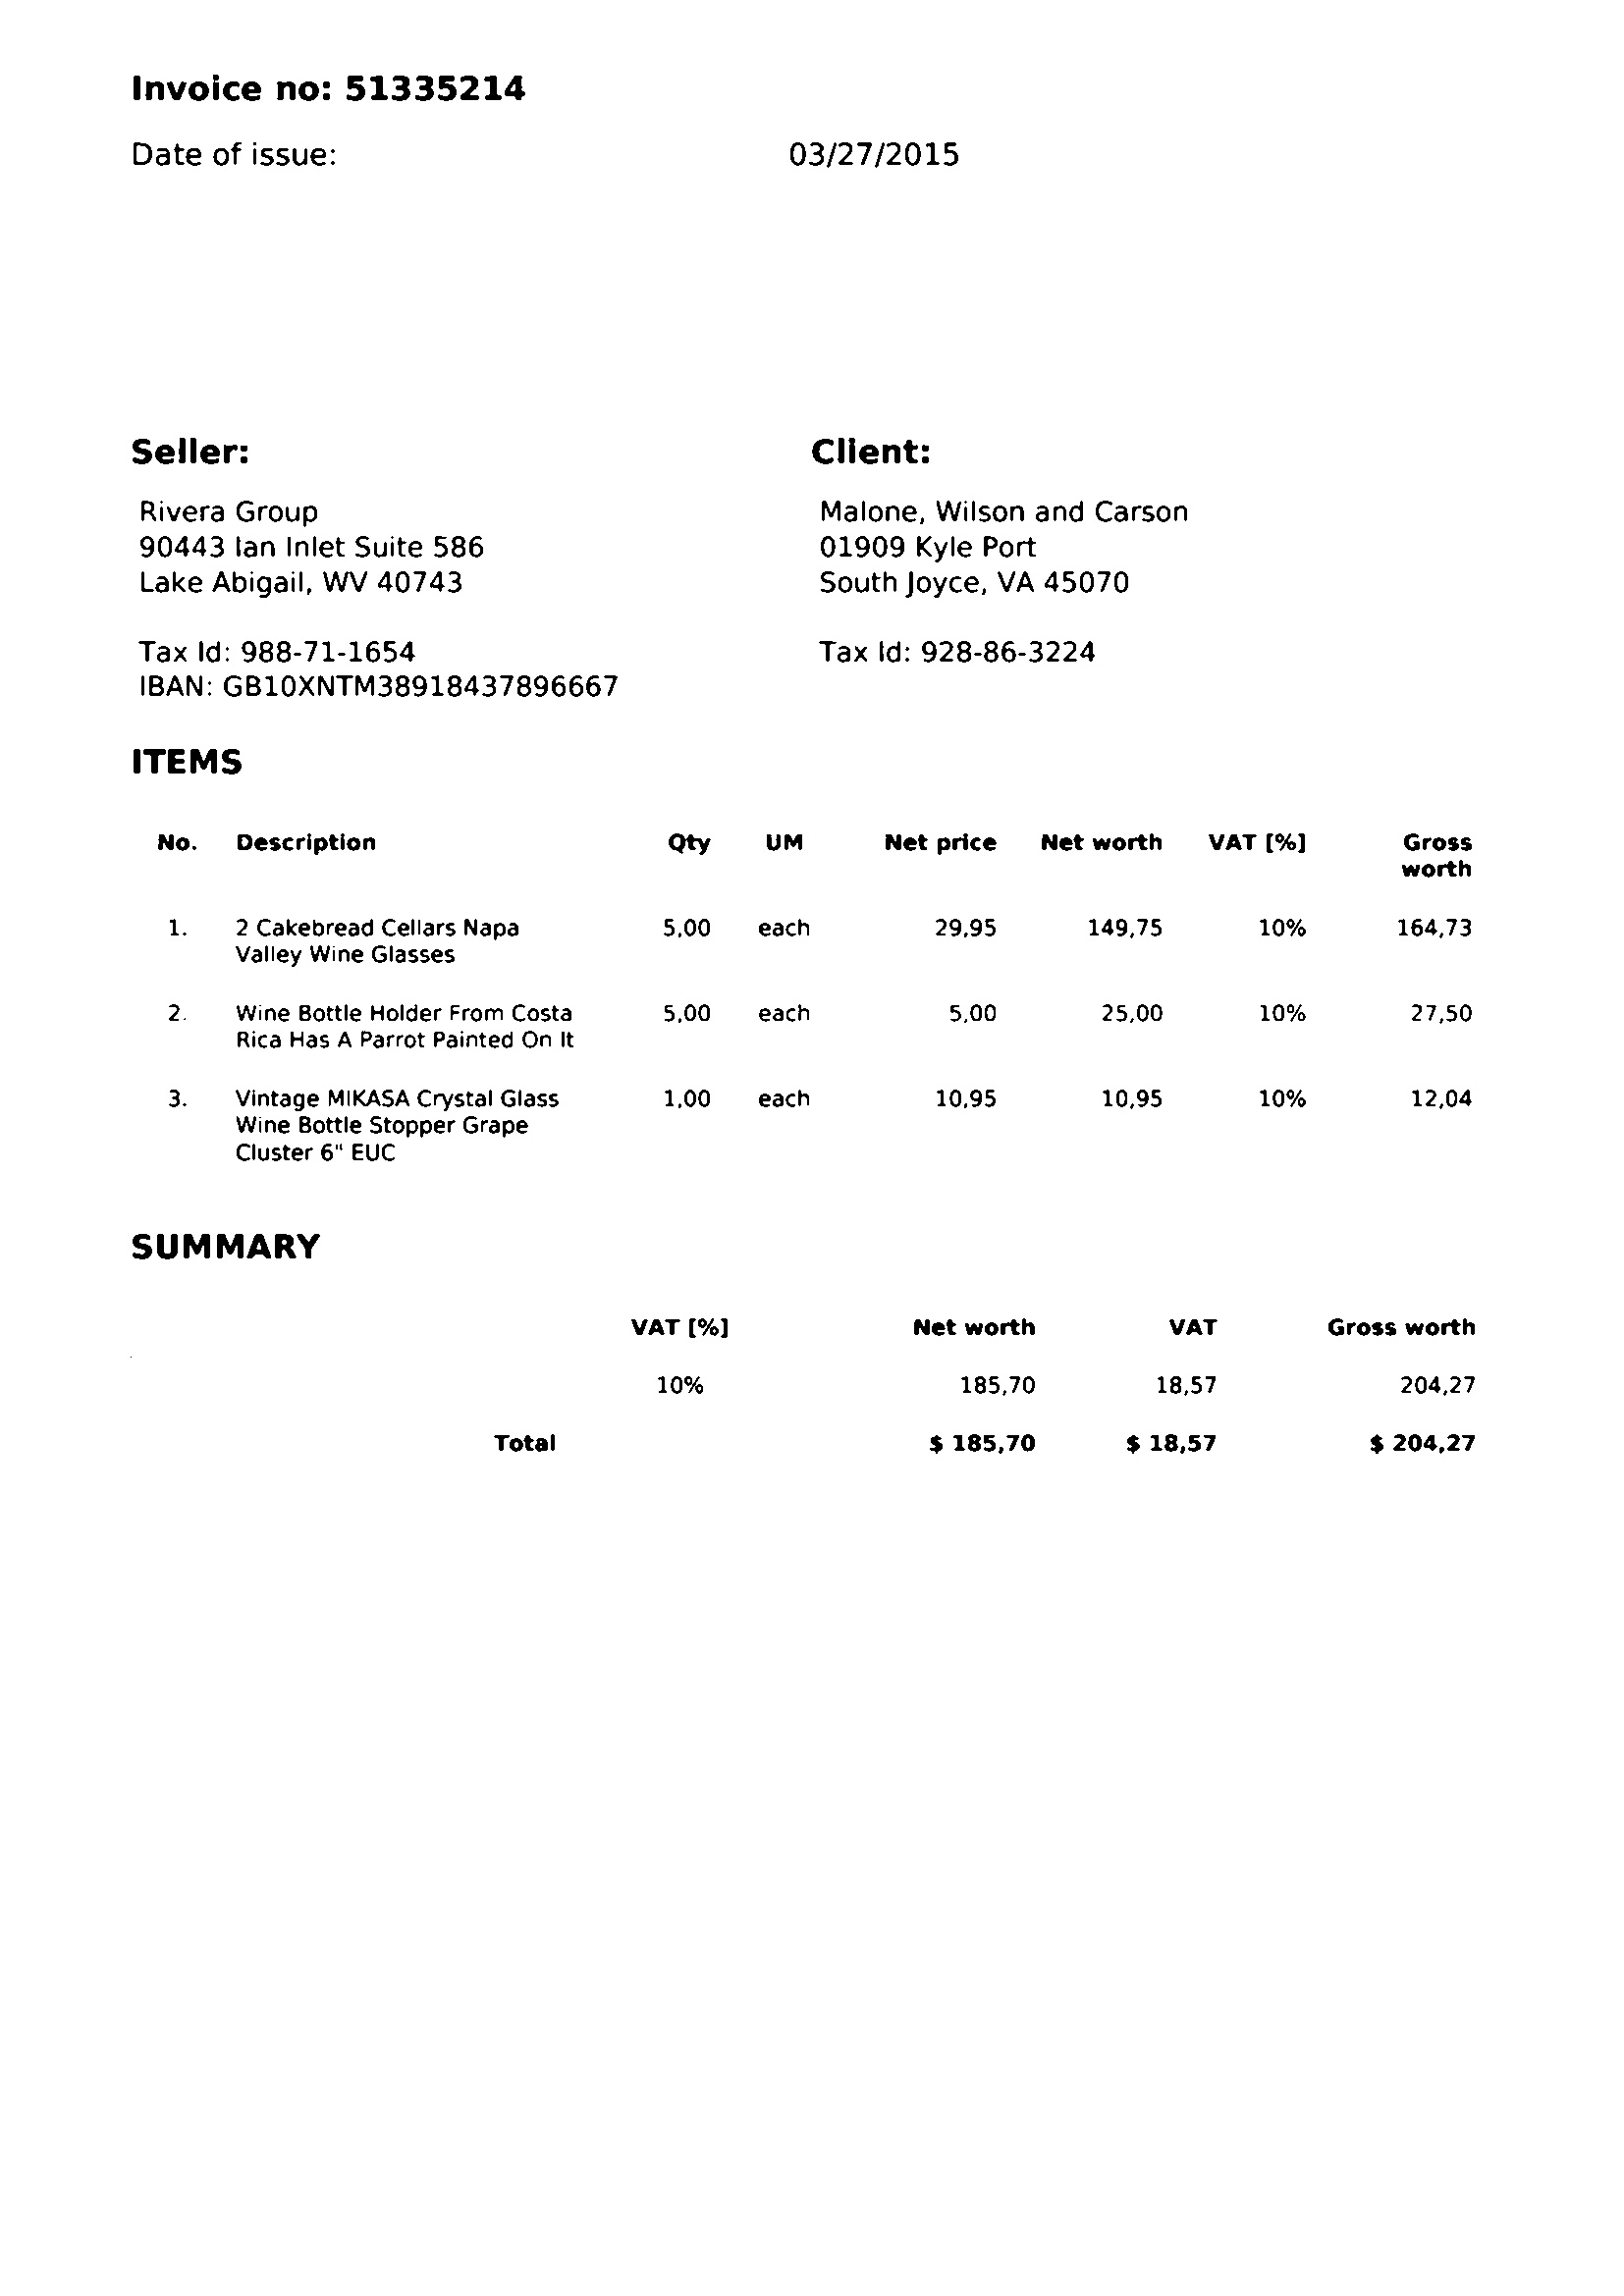 Invoice no: 51335214
Date of issue: 03/27/2015
Seller:
Rivera Group
90443 Ian Inlet Suite 586
Lake Abigail, WV 40743
Tax Id: 988-71-1654
IBAN: GB10XNTM38918437896667
Client:
Malone, Wilson and Carson
01909 Kyle Port
South Joyce, VA 45070
Tax Id: 928-86-3224
ITEMS
No. Description Qty UM Net price Net worth VAT [%] Gross
worth
1. 2 Cakebread Cellars Napa 5,00 each 29,95 149,75 10% 164,73
Valley Wine Glasses
2. Wine Bottle Holder From Costa 5,00 each 5,00 25,00 10% 27,50
Rica Has A Parrot Painted On It
3. Vintage MIKASA Crystal Glass 1,00 each 10,95 10,95 10% 12,04
Wine Bottle Stopper Grape
Cluster 6" EUC
SUMMARY
VAT [%] Net worth VAT Gross worth
10% 185,70 18,57 204,27
Total $ 185,70 $ 18,57 $ 204,27